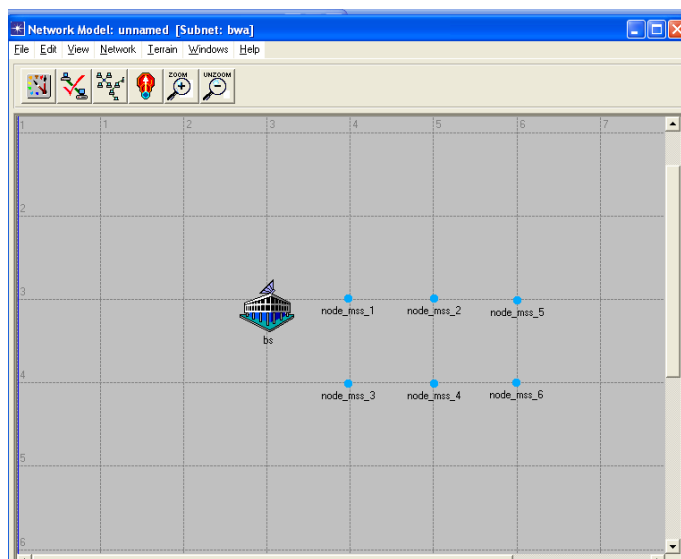 Network Model: unnamed [Subnet: bwa]
File Edit View Network Terrain Windows Help
ZOOM UNZOOM
1 1 2 3 4 5 6 7
2
3
node_mss_1 node_mss_2 node_mss_5
bs
4
node_mss_3 node_mss_4 node_mss_6
5
6